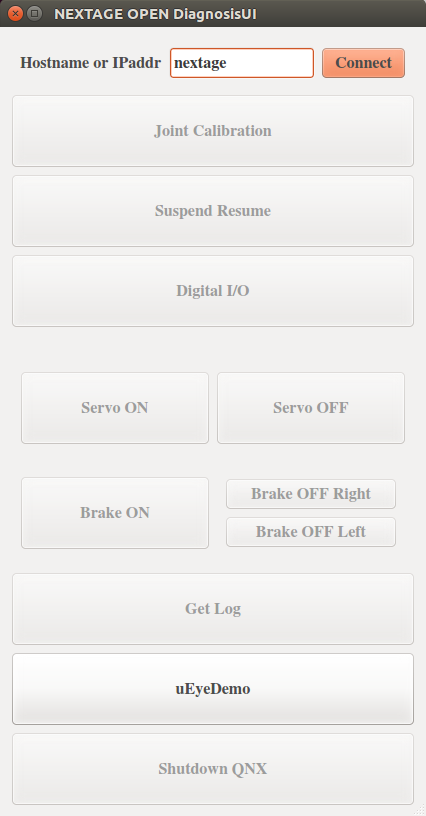 NEXTAGE OPEN DiagnosisUI
Hostname or IPaddr nextage Connect
Joint Calibration
Suspend Resume
Digital I/O
Servo ON Servo OFF
Brake ON
Brake OFF Right
Brake OFF Left
Get Log
uEyeDemo
Shutdown QNX